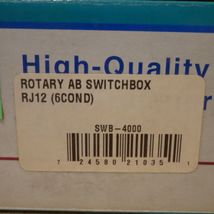 High-Quality
ROTARY AB SWITCHBOX
RJ12 (6COND)
SWB-4000
7 24580 21035 1